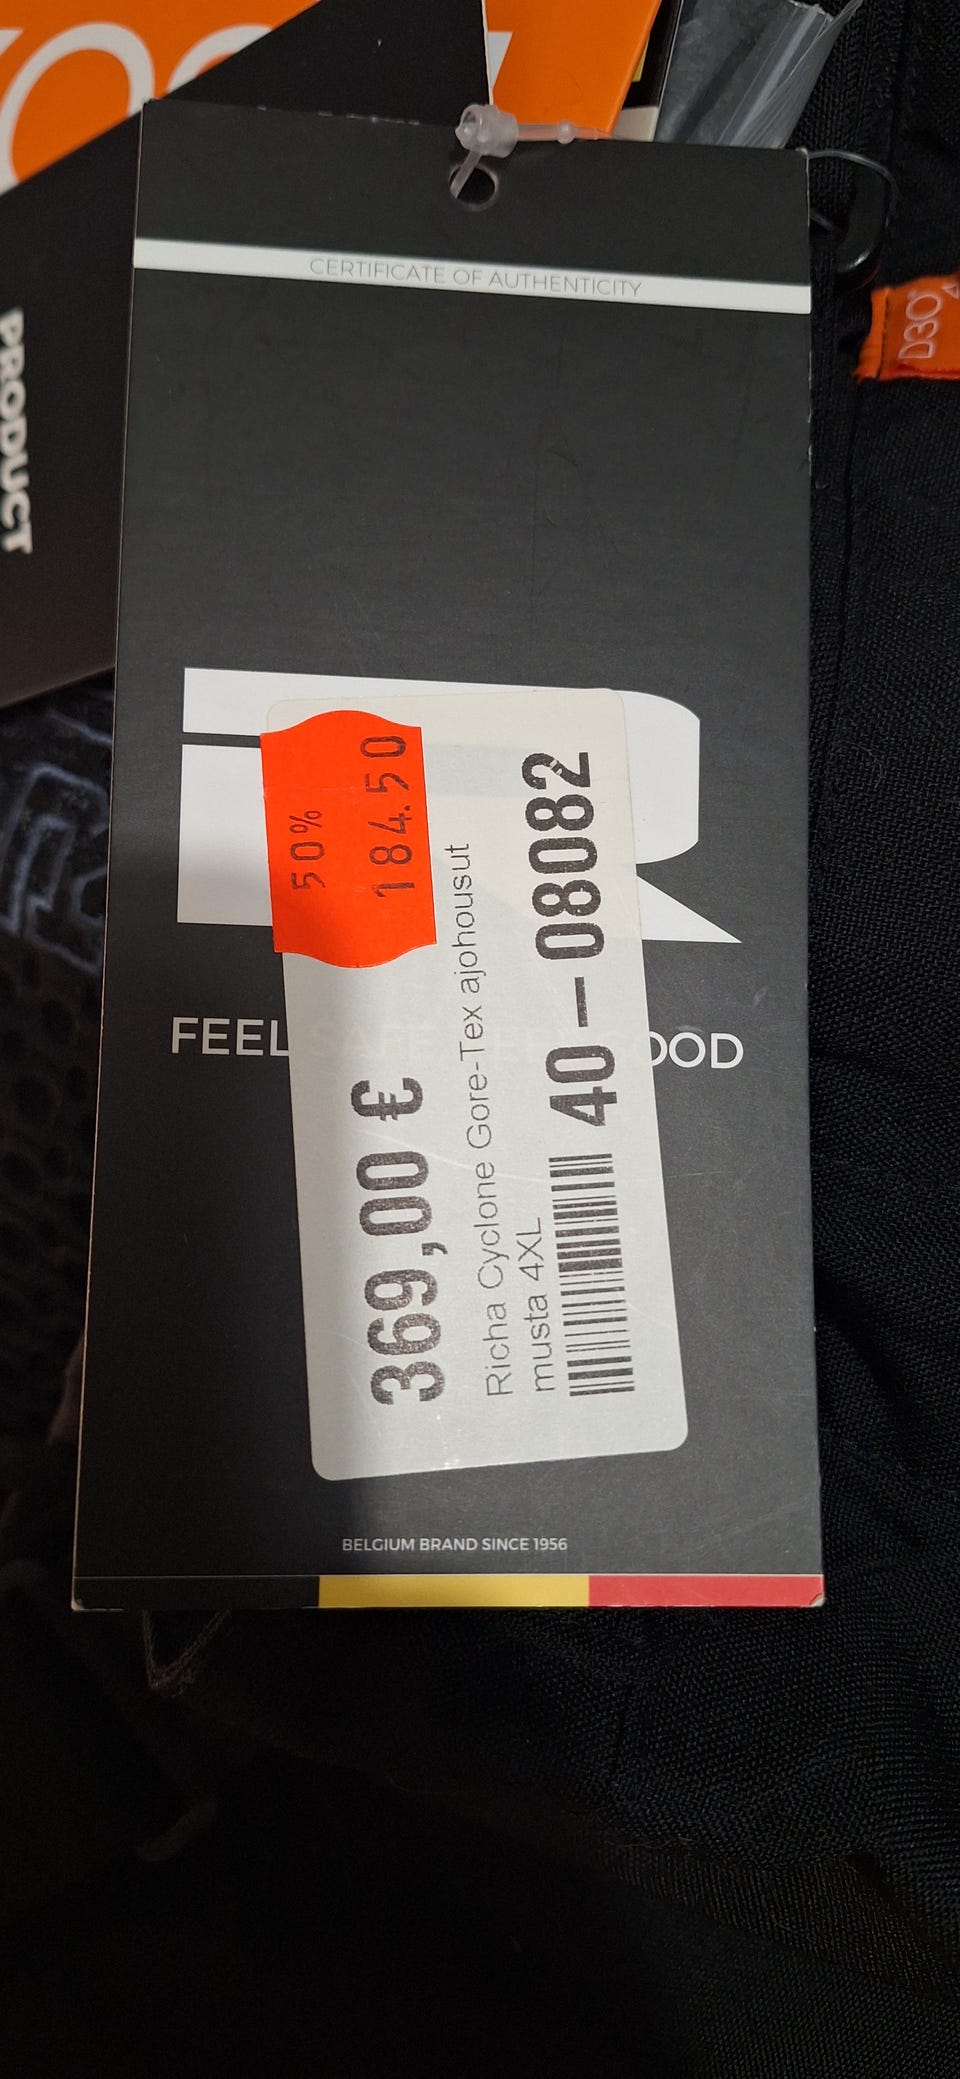 PRODUCT
CERTIFICATE OF AUTHENTICITY
D3O
50%
184.50
369,00 €
Richa Cyclone Gore-Tex ajohousut
musta 4XL
40-08082
FEEL
BELGIUM BRAND SINCE 1956